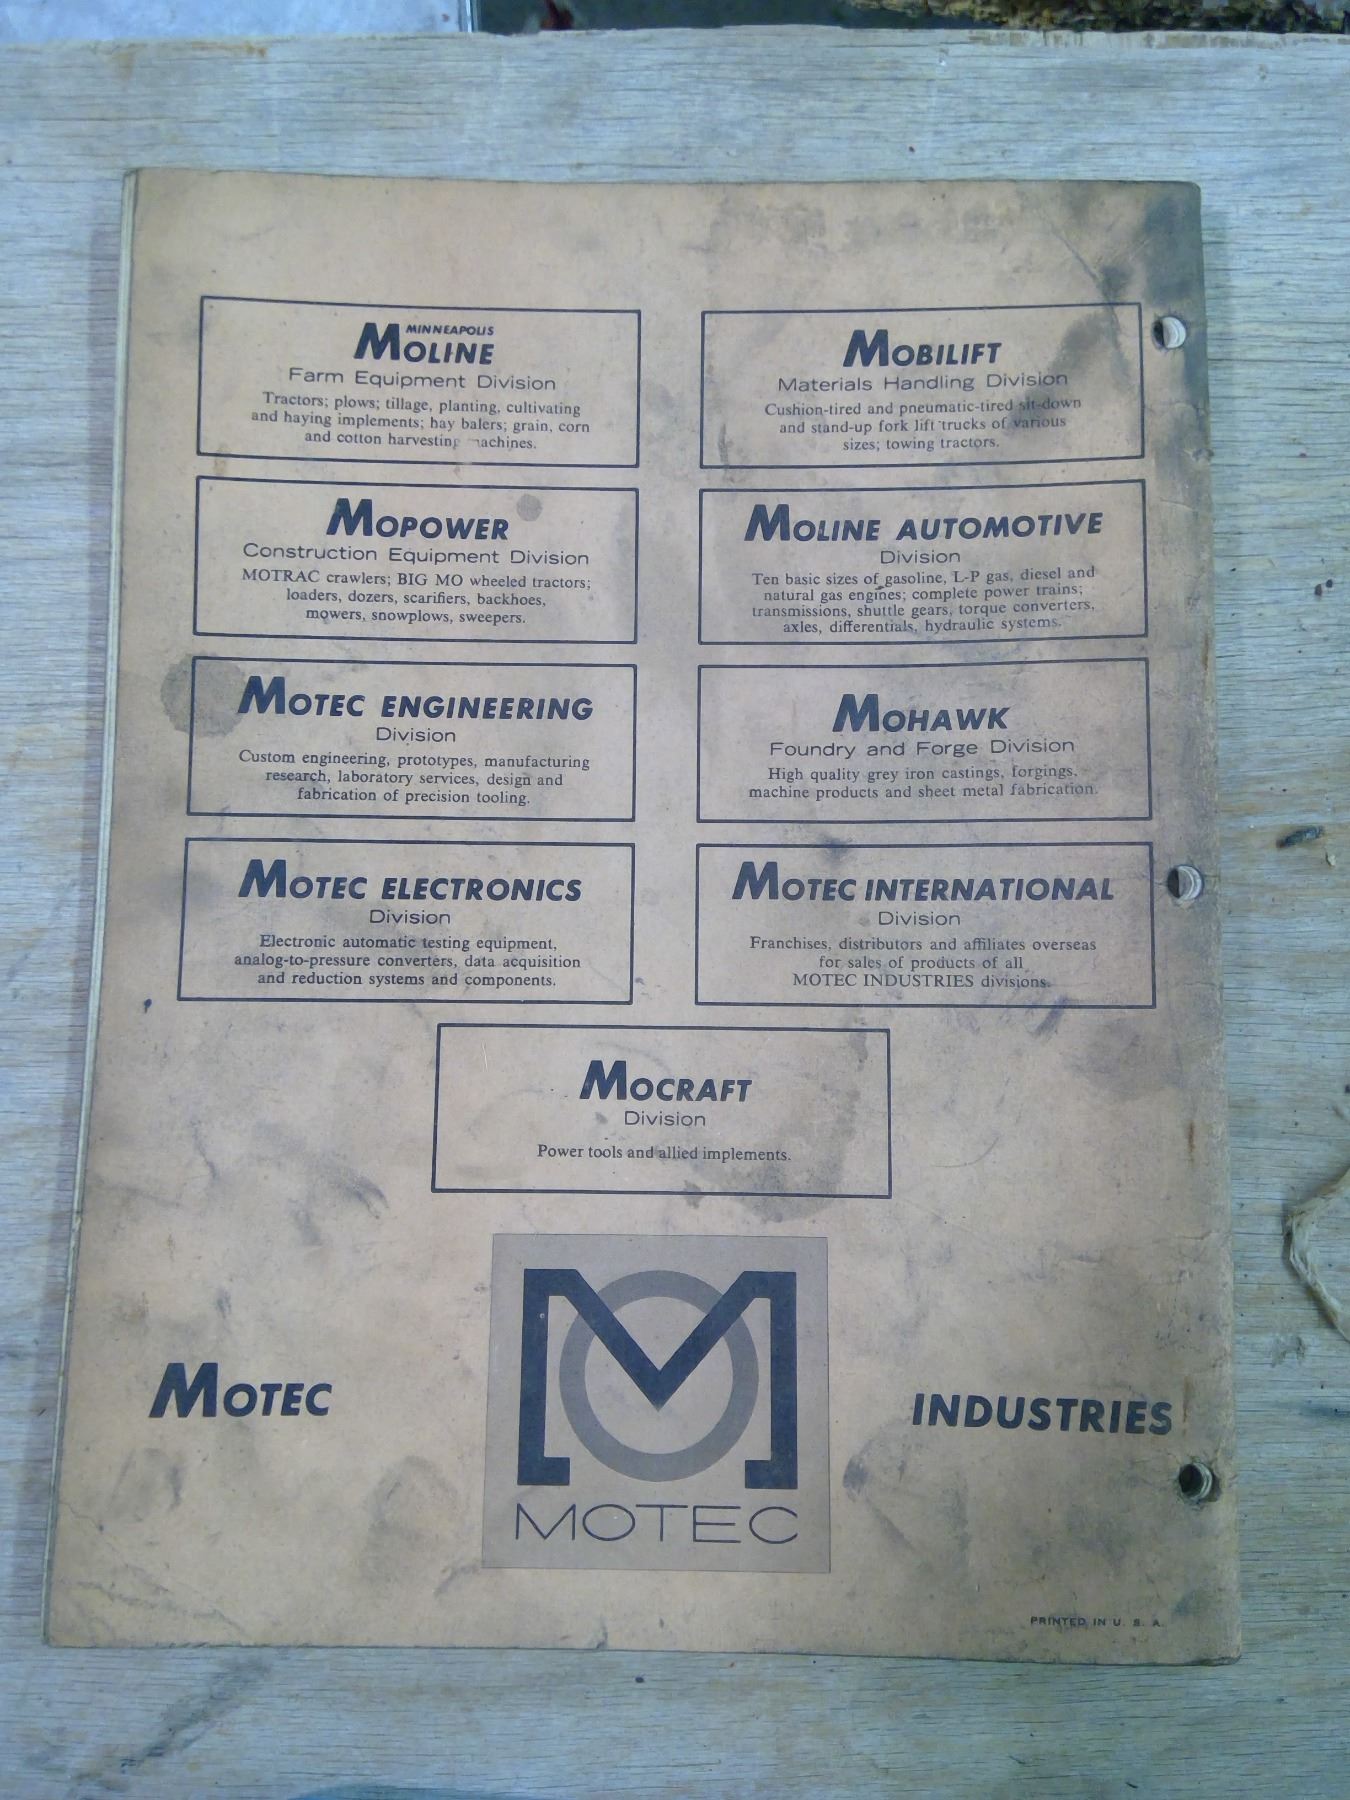 MINNEAPOLIS
MOLINE
Farm Equipment Division
Tractors; plows; tillage, planting, cultivating
and haying implements; hay balers; grain, corn
and cotton harvesting machines.
MOBILIFT
Materials Handling Division
Cushion-tired and pneumatic-tired sit-down
and stand-up fork lift trucks of various
sizes; towing tractors.
MOPOWER
Construction Equipment Division
MOTRAC crawlers; BIG MO wheeled tractors;
loaders, dozers, scarifiers, backhoes,
mowers, snowplows, sweepers.
MOLINE AUTOMOTIVE
Division
Ten basic sizes of gasoline, L-P gas, diesel and
natural gas engines; complete power trains;
transmissions, shuttle gears, torque converters,
axles, differentials, hydraulic systems.
MOTEC ENGINEERING
Division
Custom engineering, prototypes, manufacturing
research, laboratory services, design and
fabrication of precision tooling.
MOHAWK
Foundry and Forge Division
High quality grey iron castings, forgings,
machine products and sheet metal fabrication.
MOTEC ELECTRONICS
Division
Electronic automatic testing equipment,
analog-to-pressure converters, data acquisition
and reduction systems and components.
MOTEC INTERNATIONAL
Division
Franchises, distributors and affiliates overseas
for sales of products of all
MOTEC INDUSTRIES divisions.
MOCRAFT
Division
Power tools and allied implements.
MOTEC
MOTEC
INDUSTRIES
PRINTED IN U. S. A.